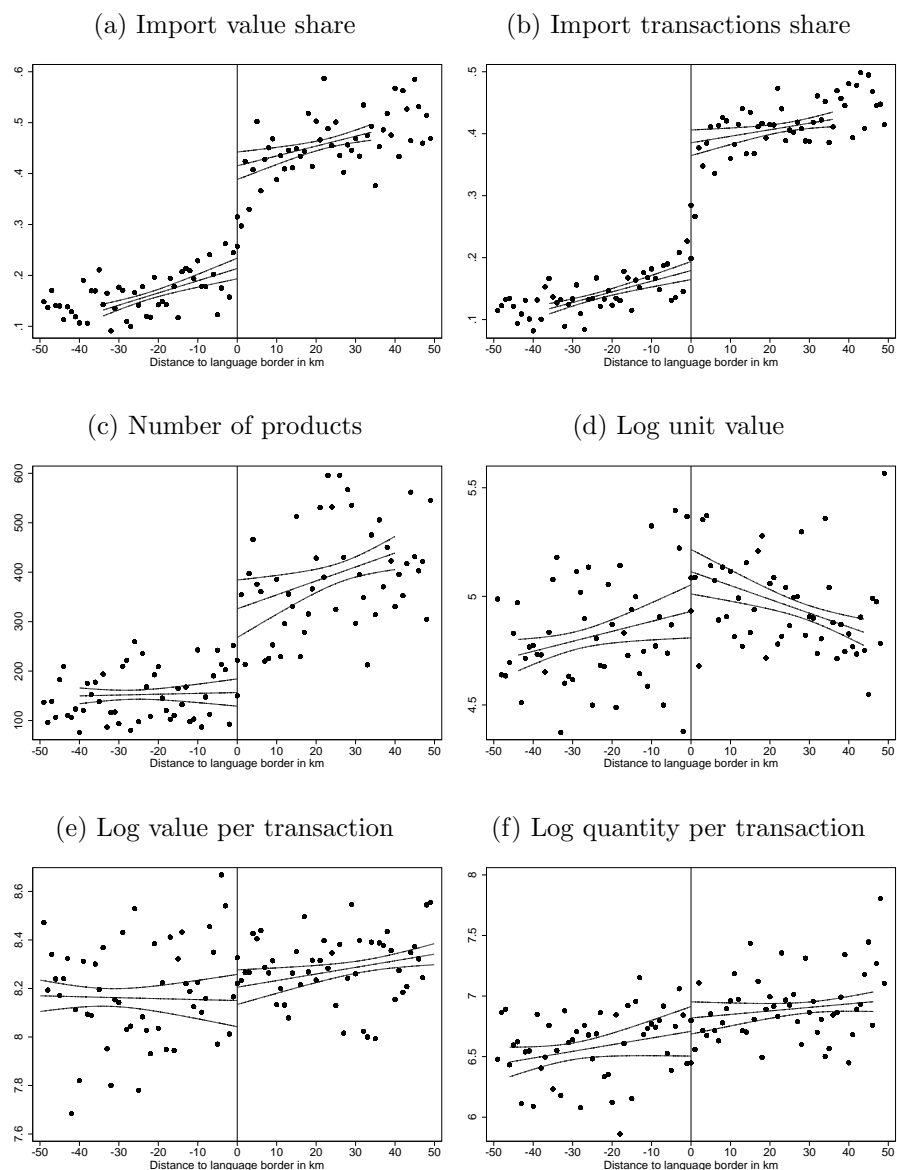 (a) Import value share
(b) Import transactions share
.6
.5
.4
.3
.2
.1
-50 -40 -30 -20 -10 0 10 20 30 40 50
Distance to language border in km
.5
.4
.3
.2
.1
-50 -40 -30 -20 -10 0 10 20 30 40 50
Distance to language border in km
(c) Number of products
(d) Log unit value
600
500
400
300
200
100
-50 -40 -30 -20 -10 0 10 20 30 40 50
Distance to language border in km
5.5
5
4.5
-50 -40 -30 -20 -10 0 10 20 30 40 50
Distance to language border in km
(e) Log value per transaction
(f) Log quantity per transaction
8.6
8.4
8.2
8
7.8
7.6
-50 -40 -30 -20 -10 0 10 20 30 40 50
Distance to language border in km
8
7.5
7
6.5
6
-50 -40 -30 -20 -10 0 10 20 30 40 50
Distance to language border in km